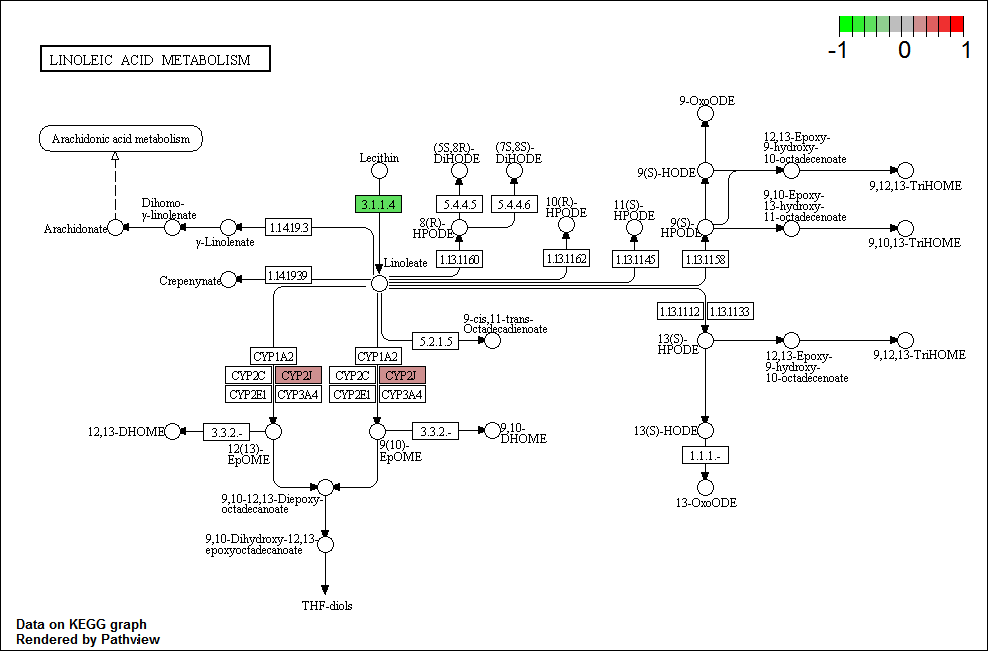 -1
0
1
LINOLEIC ACID METABOLISM
9-OxoODE
Arachidonic acid metabolism
Lecithin
(5S,8R)-
DiHODE
(7S,8S)-
DiHODE
12,13-Epoxy-
9-hydroxy-
10-octadecenoate
9(S)-HODE
9,12,13-TriHOME
3.1.1.4
5.4.4.5
5.4.4.6
10(R)-
HPODE
11(S)-
HPODE
9,10-Epoxy-
13-hydroxy-
11-octadecenoate
Dihomo-
γ-linolenate
8(R)-
HPODE
9(S)-
HPODE
Arachidonate
γ-Linolenate
1.14.19.3
9,10,13-TriHOME
Linoleate
1.13.11.60
1.13.11.62
1.13.11.45
1.13.11.58
Crepenynate
1.14.19.39
9-cis,11-trans-
Octadecadienoate
1.13.11.12
1.13.11.33
5.2.1.5
13(S)-
HPODE
12,13-Epoxy-
9-hydroxy-
10-octadecenoate
9,12,13-TriHOME
CYP1A2
CYP1A2
CYP2C
CYP2J
CYP2C
CYP2J
CYP2E1
CYP3A4
CYP2E1
CYP3A4
12,13-DHOME
3.3.2.-
12(13)-
EpOME
9(10)-
EpOME
3.3.2.-
9,10-
DHOME
13(S)-HODE
1.1.1.-
13-OxoODE
9,10-12,13-Diepoxy-
octadecanoate
9,10-Dihydroxy-12,13-
epoxyoctadecanoate
THF-diols
Data on KEGG graph
Rendered by Pathview